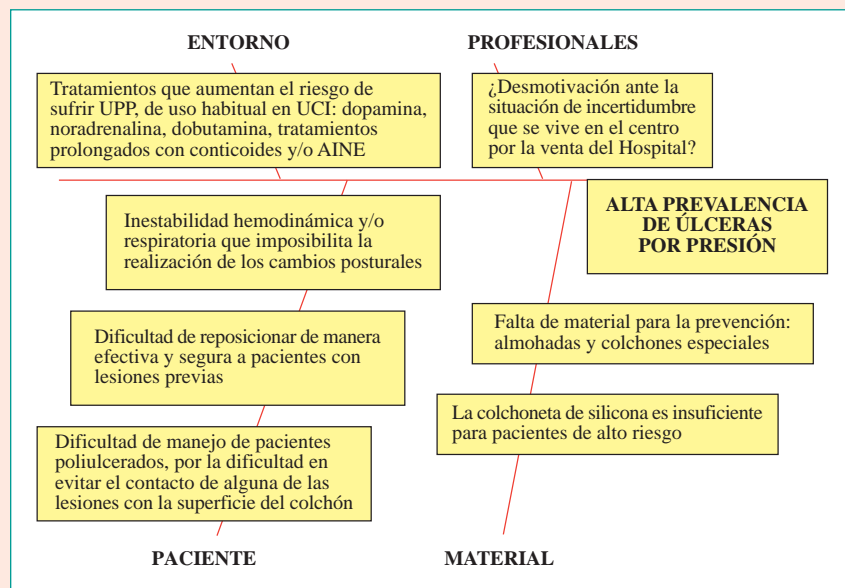 ENTORNO
PROFESIONALES
Tratamientos que aumentan el riesgo de
sufrir UPP, de uso habitual en UCI: dopamina,
noradrenalina, dobutamina, tratamientos
prolongados con conticoides y/o AINE
¿Desmotivación ante la
situación de incertidumbre
que se vive en el centro
por la venta del Hospital?
ALTA PREVALENCIA
DE ÚLCERAS
POR PRESIÓN
Inestabilidad hemodinámica y/o
respiratoria que imposibilita la
realización de los cambios posturales
Dificultad de reposicionar de manera
efectiva y segura a pacientes con
lesiones previas
Falta de material para la prevención:
almohadas y colchones especiales
La colchoneta de silicona es insuficiente
para pacientes de alto riesgo
Dificultad de manejo de pacientes
poliulcerados, por la dificultad en
evitar el contacto de alguna de las
lesiones con la superficie del colchón
PACIENTE
MATERIAL